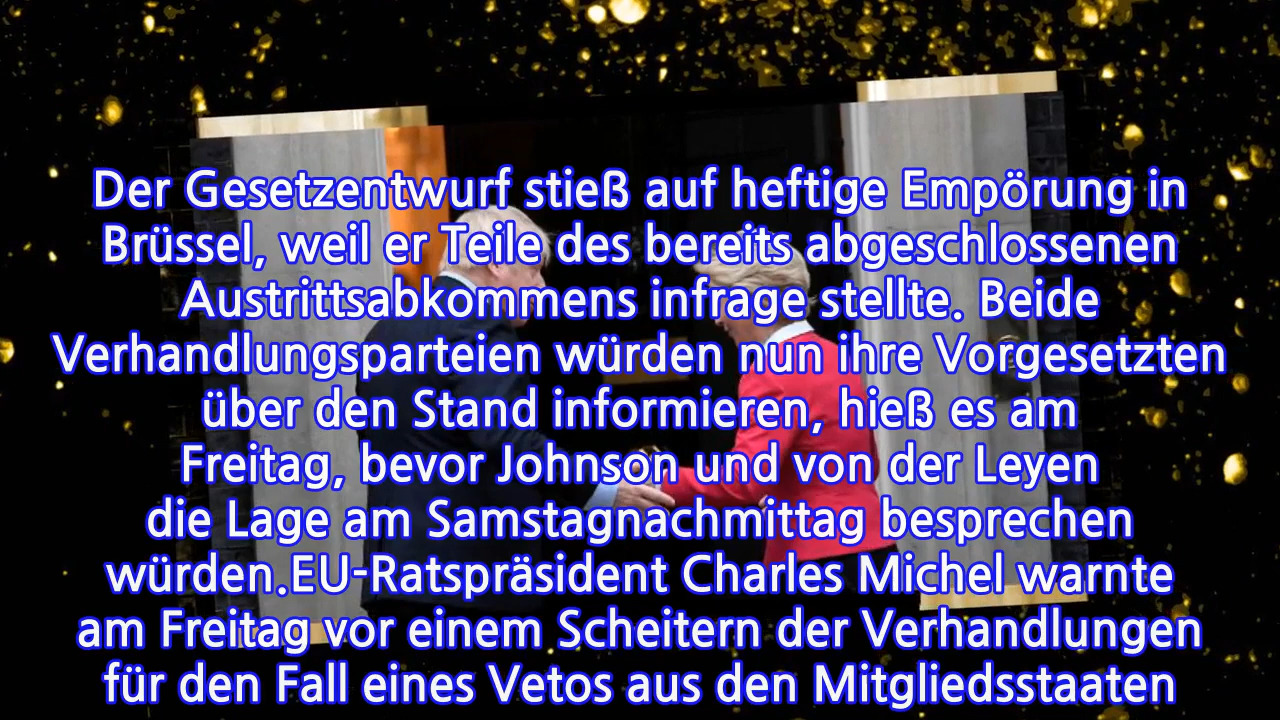 Der Gesetzentwurf stieß auf heftige Empörung in
Brüssel, weil er Teile des bereits abgeschlossenen
Austrittsabkommens infrage stellte. Beide
Verhandlungsparteien würden nun ihre Vorgesetzten
über den Stand informieren, hieß es am
Freitag, bevor Johnson und von der Leyen
die Lage am Samstagnachmittag besprechen
würden.EU-Ratspräsident Charles Michel warnte
am Freitag vor einem Scheitern der Verhandlungen
für den Fall eines Vetos aus den Mitgliedsstaaten